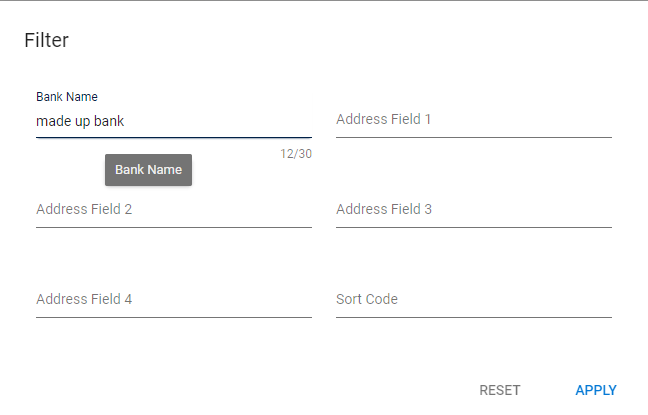 Filter
Bank Name
made up bank
Address Field 1
12/30
Bank Name
Address Field 2
Address Field 3
Address Field 4
Sort Code
RESET
APPLY